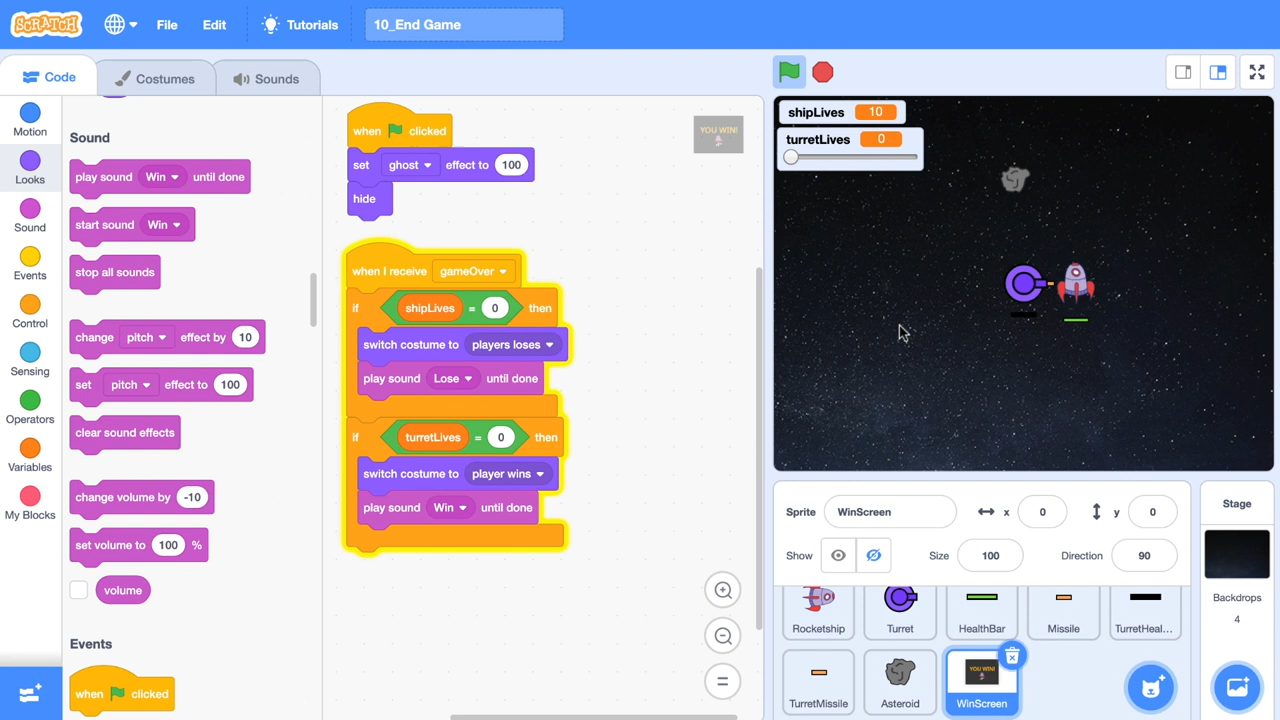 SCRATCH File Edit Tutorials 10_End Game
Code Costumes Sounds
Motion
Looks
Sound
Events
Control
Sensing
Operators
Variables
My Blocks
Sound
play sound Win until done
start sound Win
stop all sounds
change pitch effect by 10
set pitch effect to 100
clear sound effects
change volume by -10
set volume to 100 %
volume
Events
when clicked
when clicked
set ghost effect to 100
hide
when I receive gameOver
if shipLives = 0 then
switch costume to players loses
play sound Lose until done
if turretLives = 0 then
switch costume to player wins
play sound Win until done
YOU WIN!
shipLives 10
turretLives 0
Sprite WinScreen x 0 y 0
Show Size 100 Direction 90
Rocketship Turret HealthBar Missile TurretHeal...
TurretMissile Asteroid WinScreen
YOU WIN!
Stage
Backdrops
4